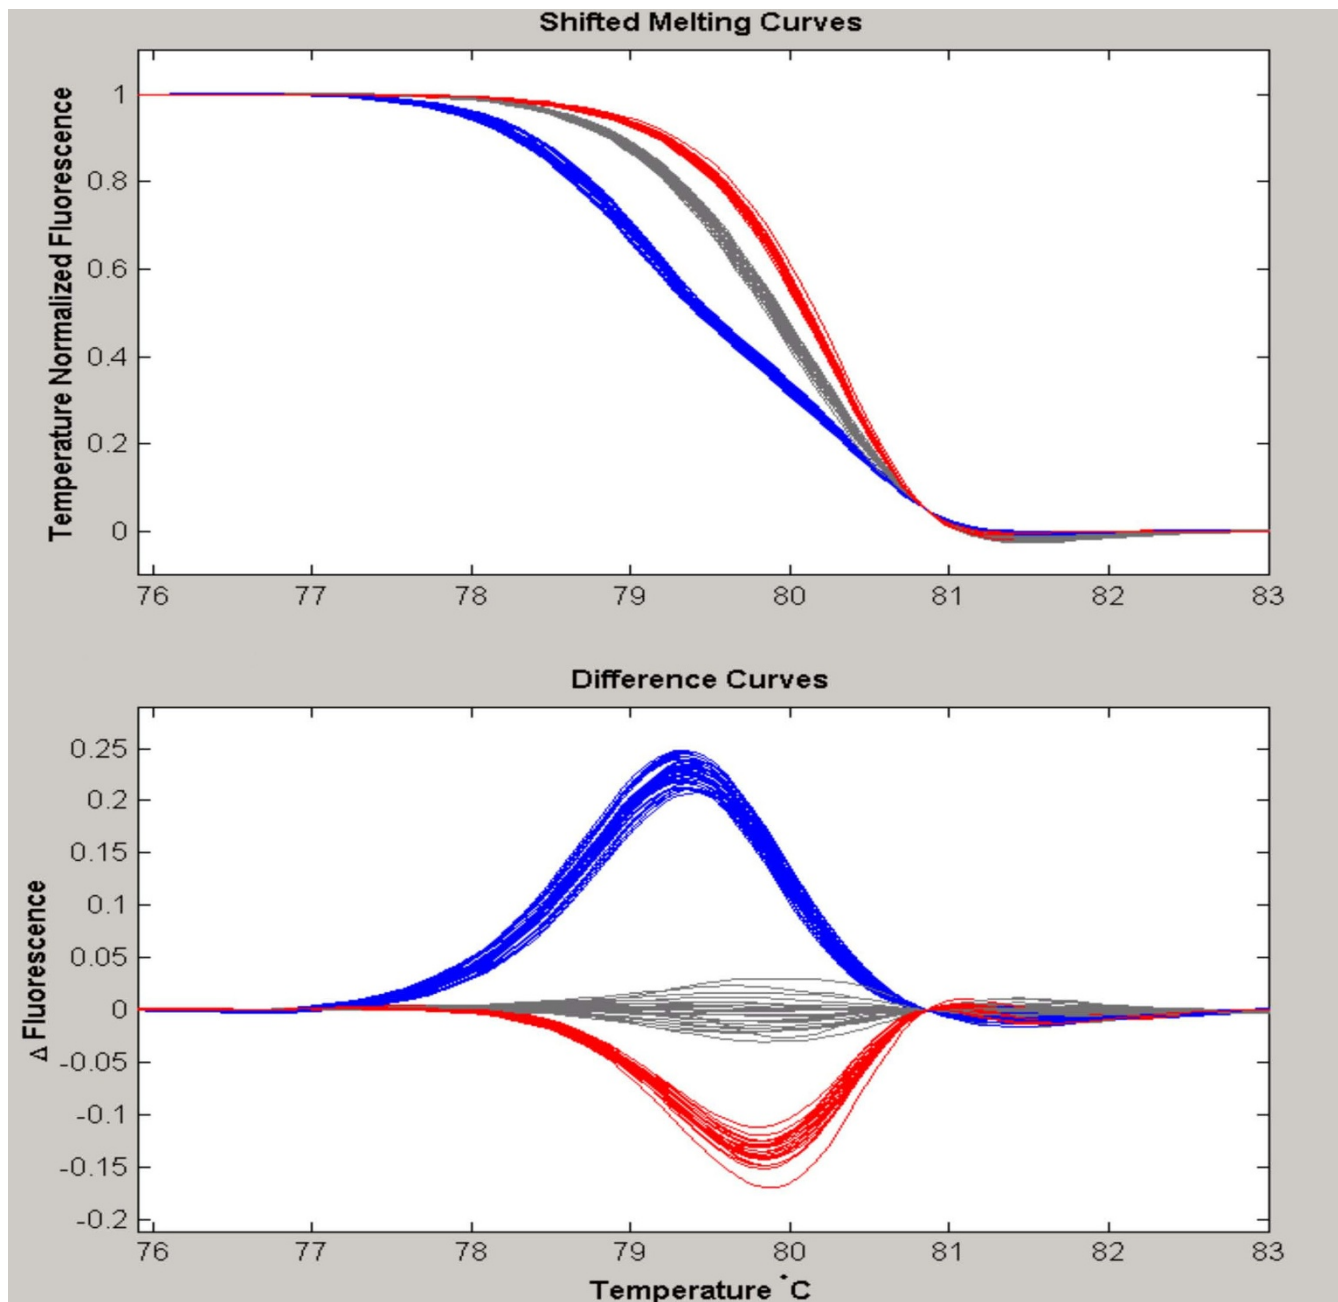 Shifted Melting Curves
Temperature Normalized Fluorescence
1
0.8
0.6
0.4
0.2
0
76 77 78 79 80 81 82 83
Difference Curves
Δ Fluorescence
0.25
0.2
0.15
0.1
0.05
0
-0.05
-0.1
-0.15
-0.2
76 77 78 79 80 81 82 83
Temperature °C